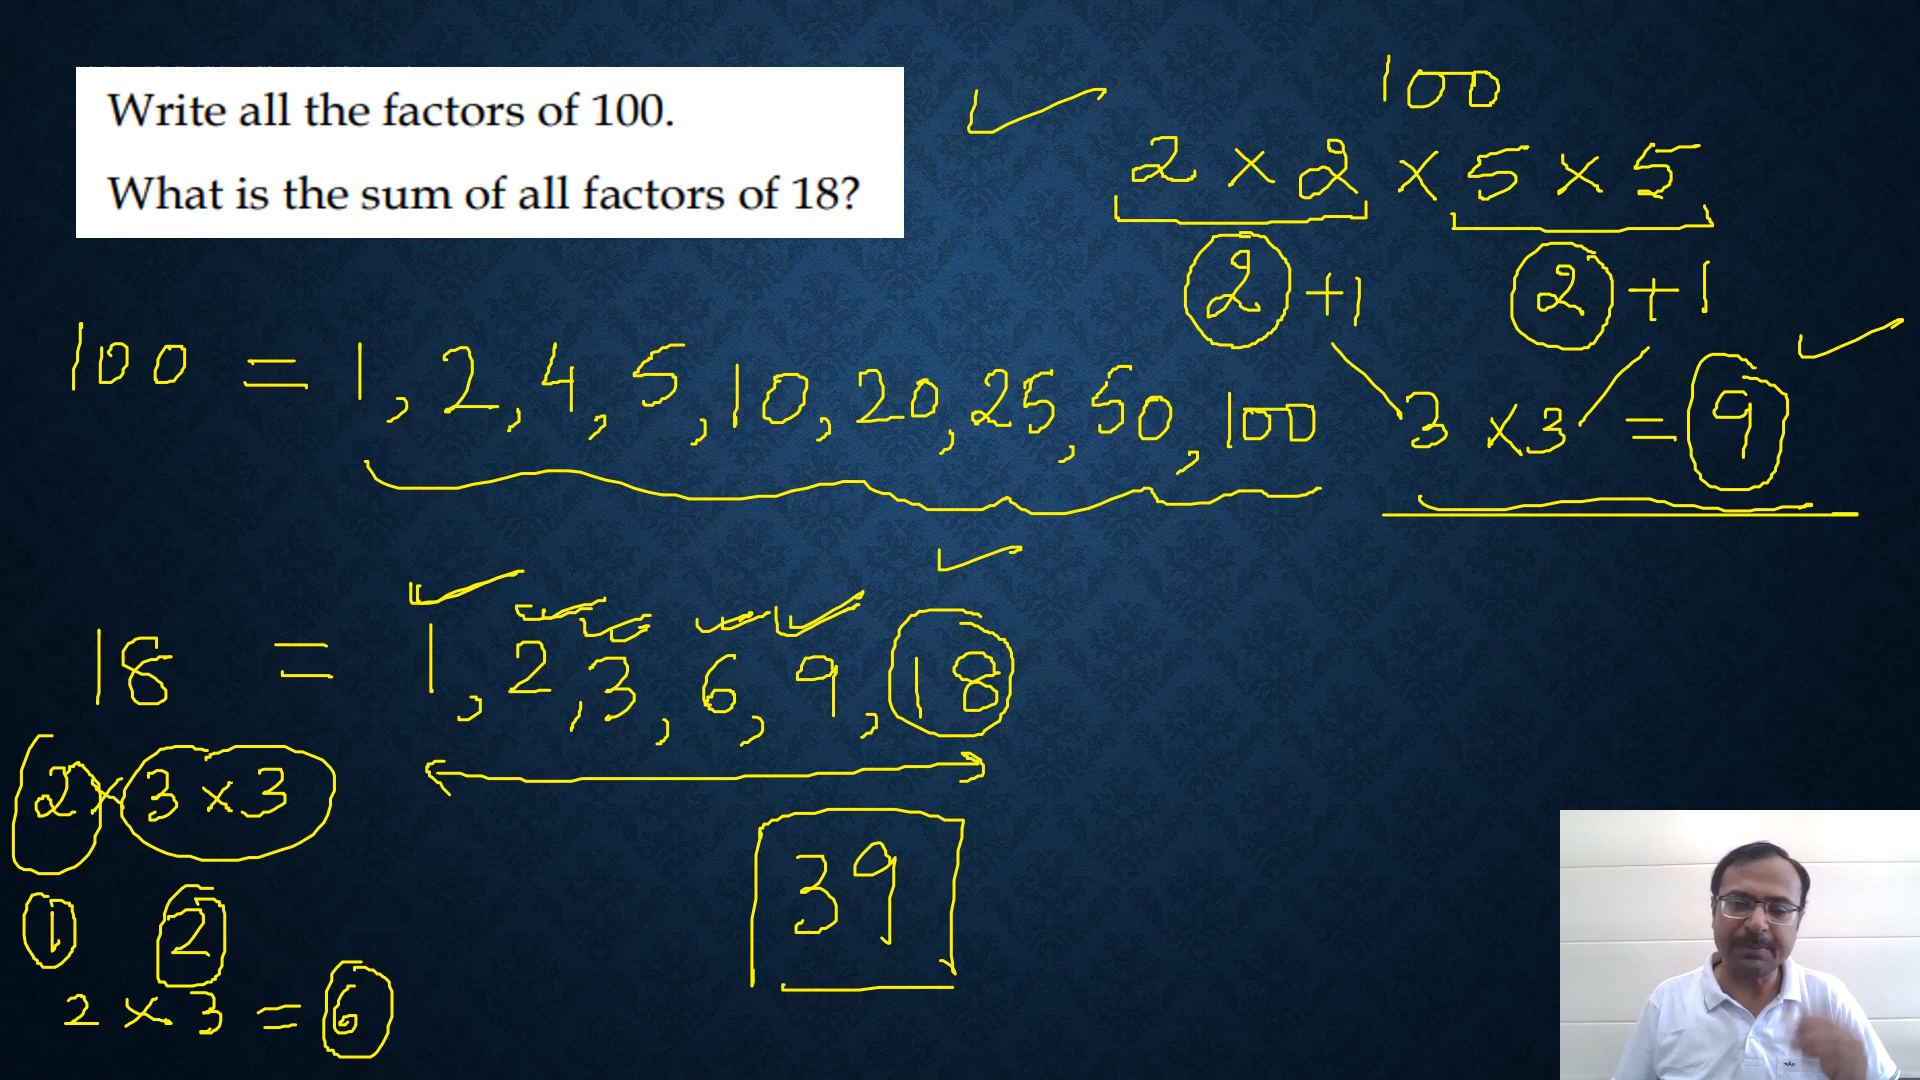 Write all the factors of 100.
What is the sum of all factors of 18?
100
2 × 2 × 5 × 5
2 +1 2 +1
3 ×3 = 9
100 = 1, 2, 4, 5, 10, 20, 25, 50, 100
18 = 1, 2, 3, 6, 9, 18
2×3×3
1 2
2 × 3 = 6
39